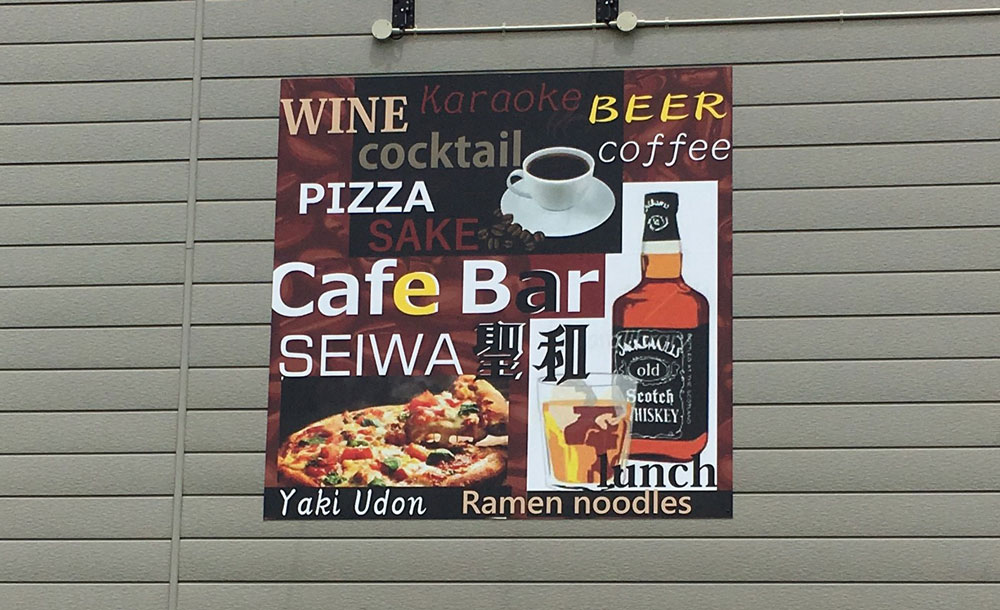 WINE Karaoke BEER
cocktail coffee
PIZZA
SAKE
Cafe Bar
SEIWA 聖和
old
Scotch
WHISKEY
lunch
Yaki Udon Ramen noodles